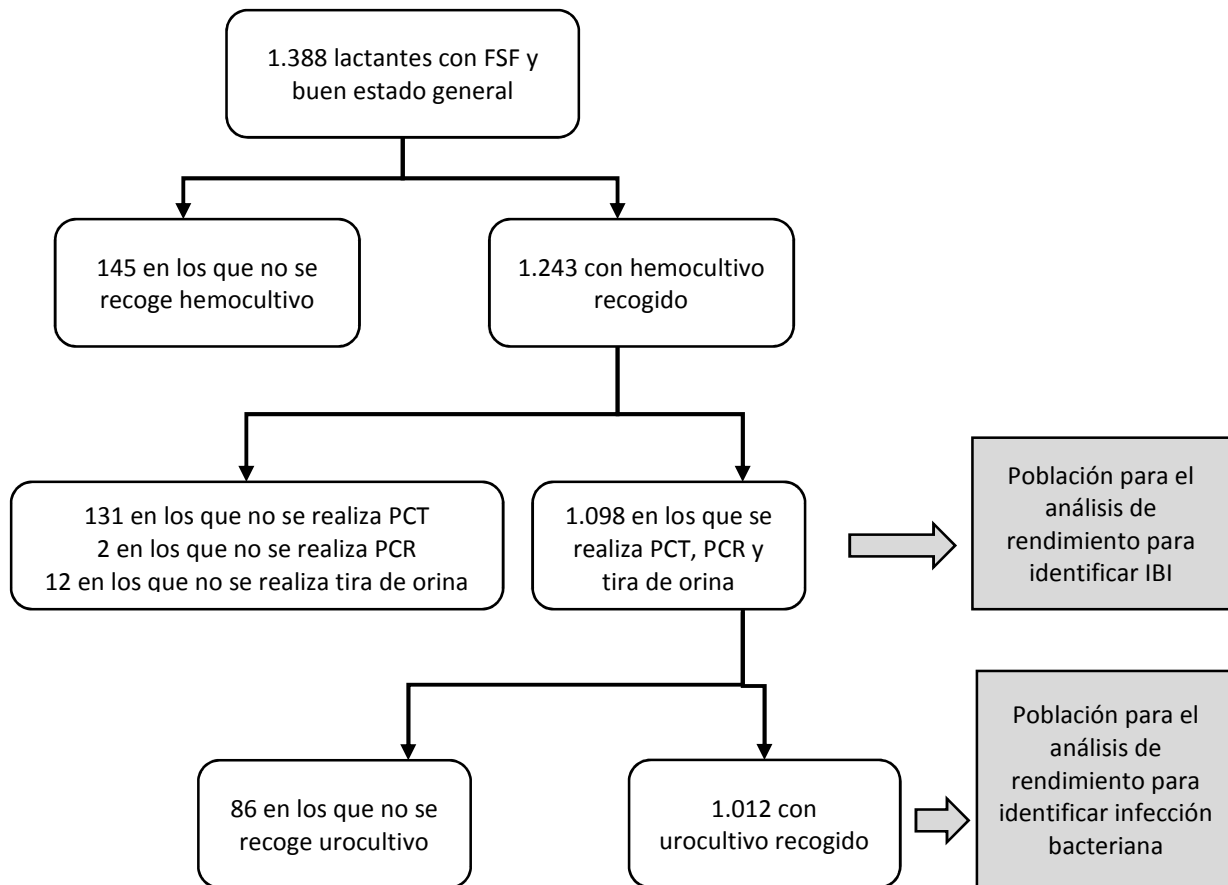 1.388 lactantes con FSF y
buen estado general
145 en los que no se
recoge hemocultivo
1.243 con hemocultivo
recogido
131 en los que no se realiza PCT
2 en los que no se realiza PCR
12 en los que no se realiza tira de orina
1.098 en los que se
realiza PCT, PCR y
tira de orina
Población para el
análisis de
rendimiento para
identificar IBI
86 en los que no se
recoge urocultivo
1.012 con
urocultivo recogido
Población para el
análisis de
rendimiento para
identificar infección
bacteriana